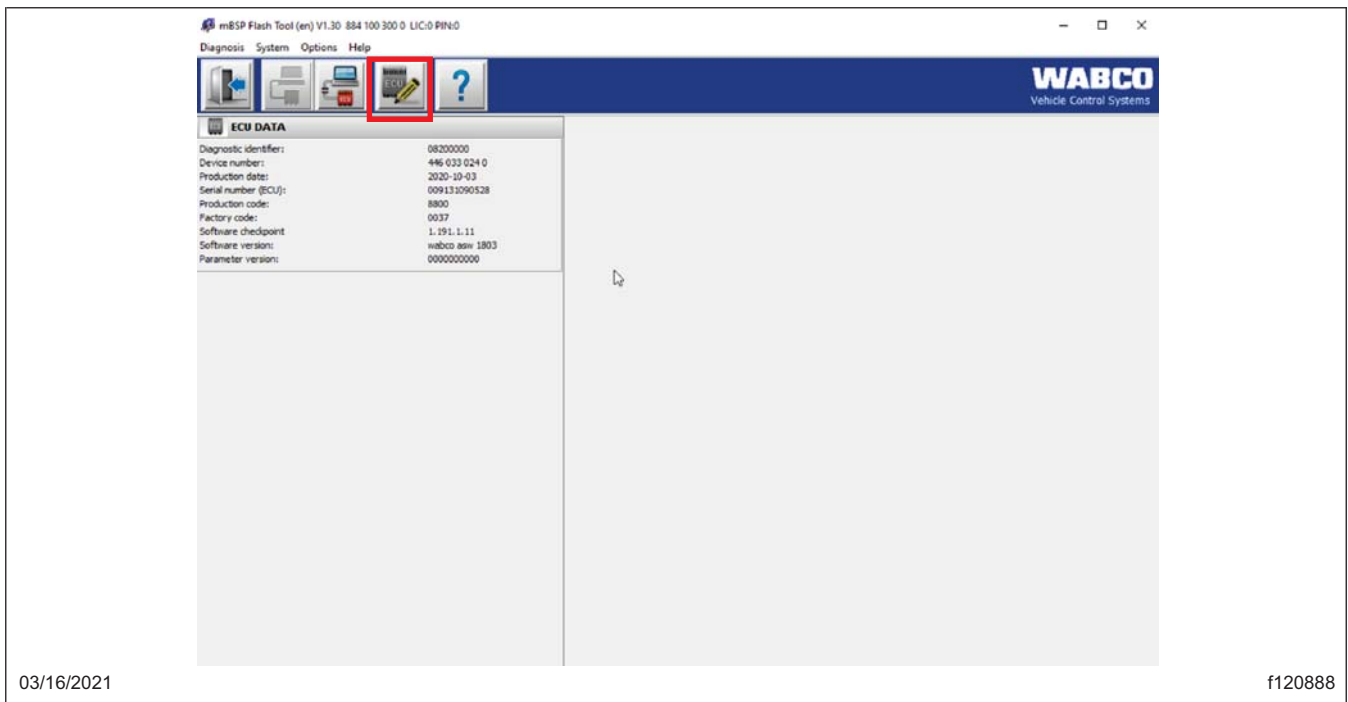 mBSP Flash Tool (en) V1.30 884 100 300 0 LIC:0 PIN:0
Diagnosis System Options Help
ECU
ECU
?
WABCO
Vehicle Control Systems
ECU DATA
Diagnostic identifier: 08200000
Device number: 446 033 024 0
Production date: 2020-10-03
Serial number (ECU): 009131090528
Production code: 8800
Factory code: 0037
Software checkpoint 1.191.1.11
Software version: wabco asw 1803
Parameter version: 0000000000
03/16/2021
f120888